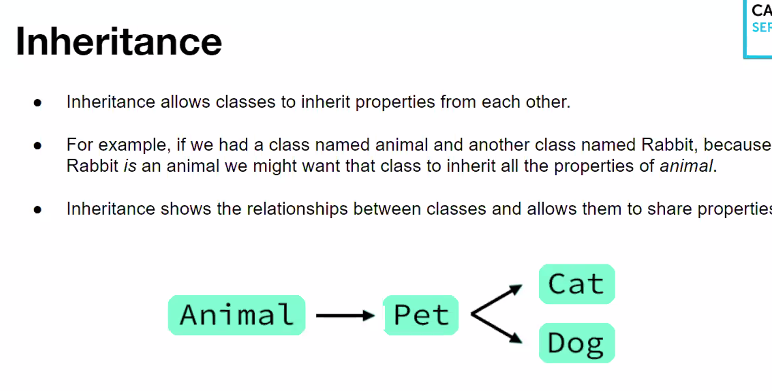 CA
SER
Inheritance
● Inheritance allows classes to inherit properties from each other.
● For example, if we had a class named animal and another class named Rabbit, because
Rabbit is an animal we might want that class to inherit all the properties of animal.
● Inheritance shows the relationships between classes and allows them to share properties
Animal
Pet
Cat
Dog